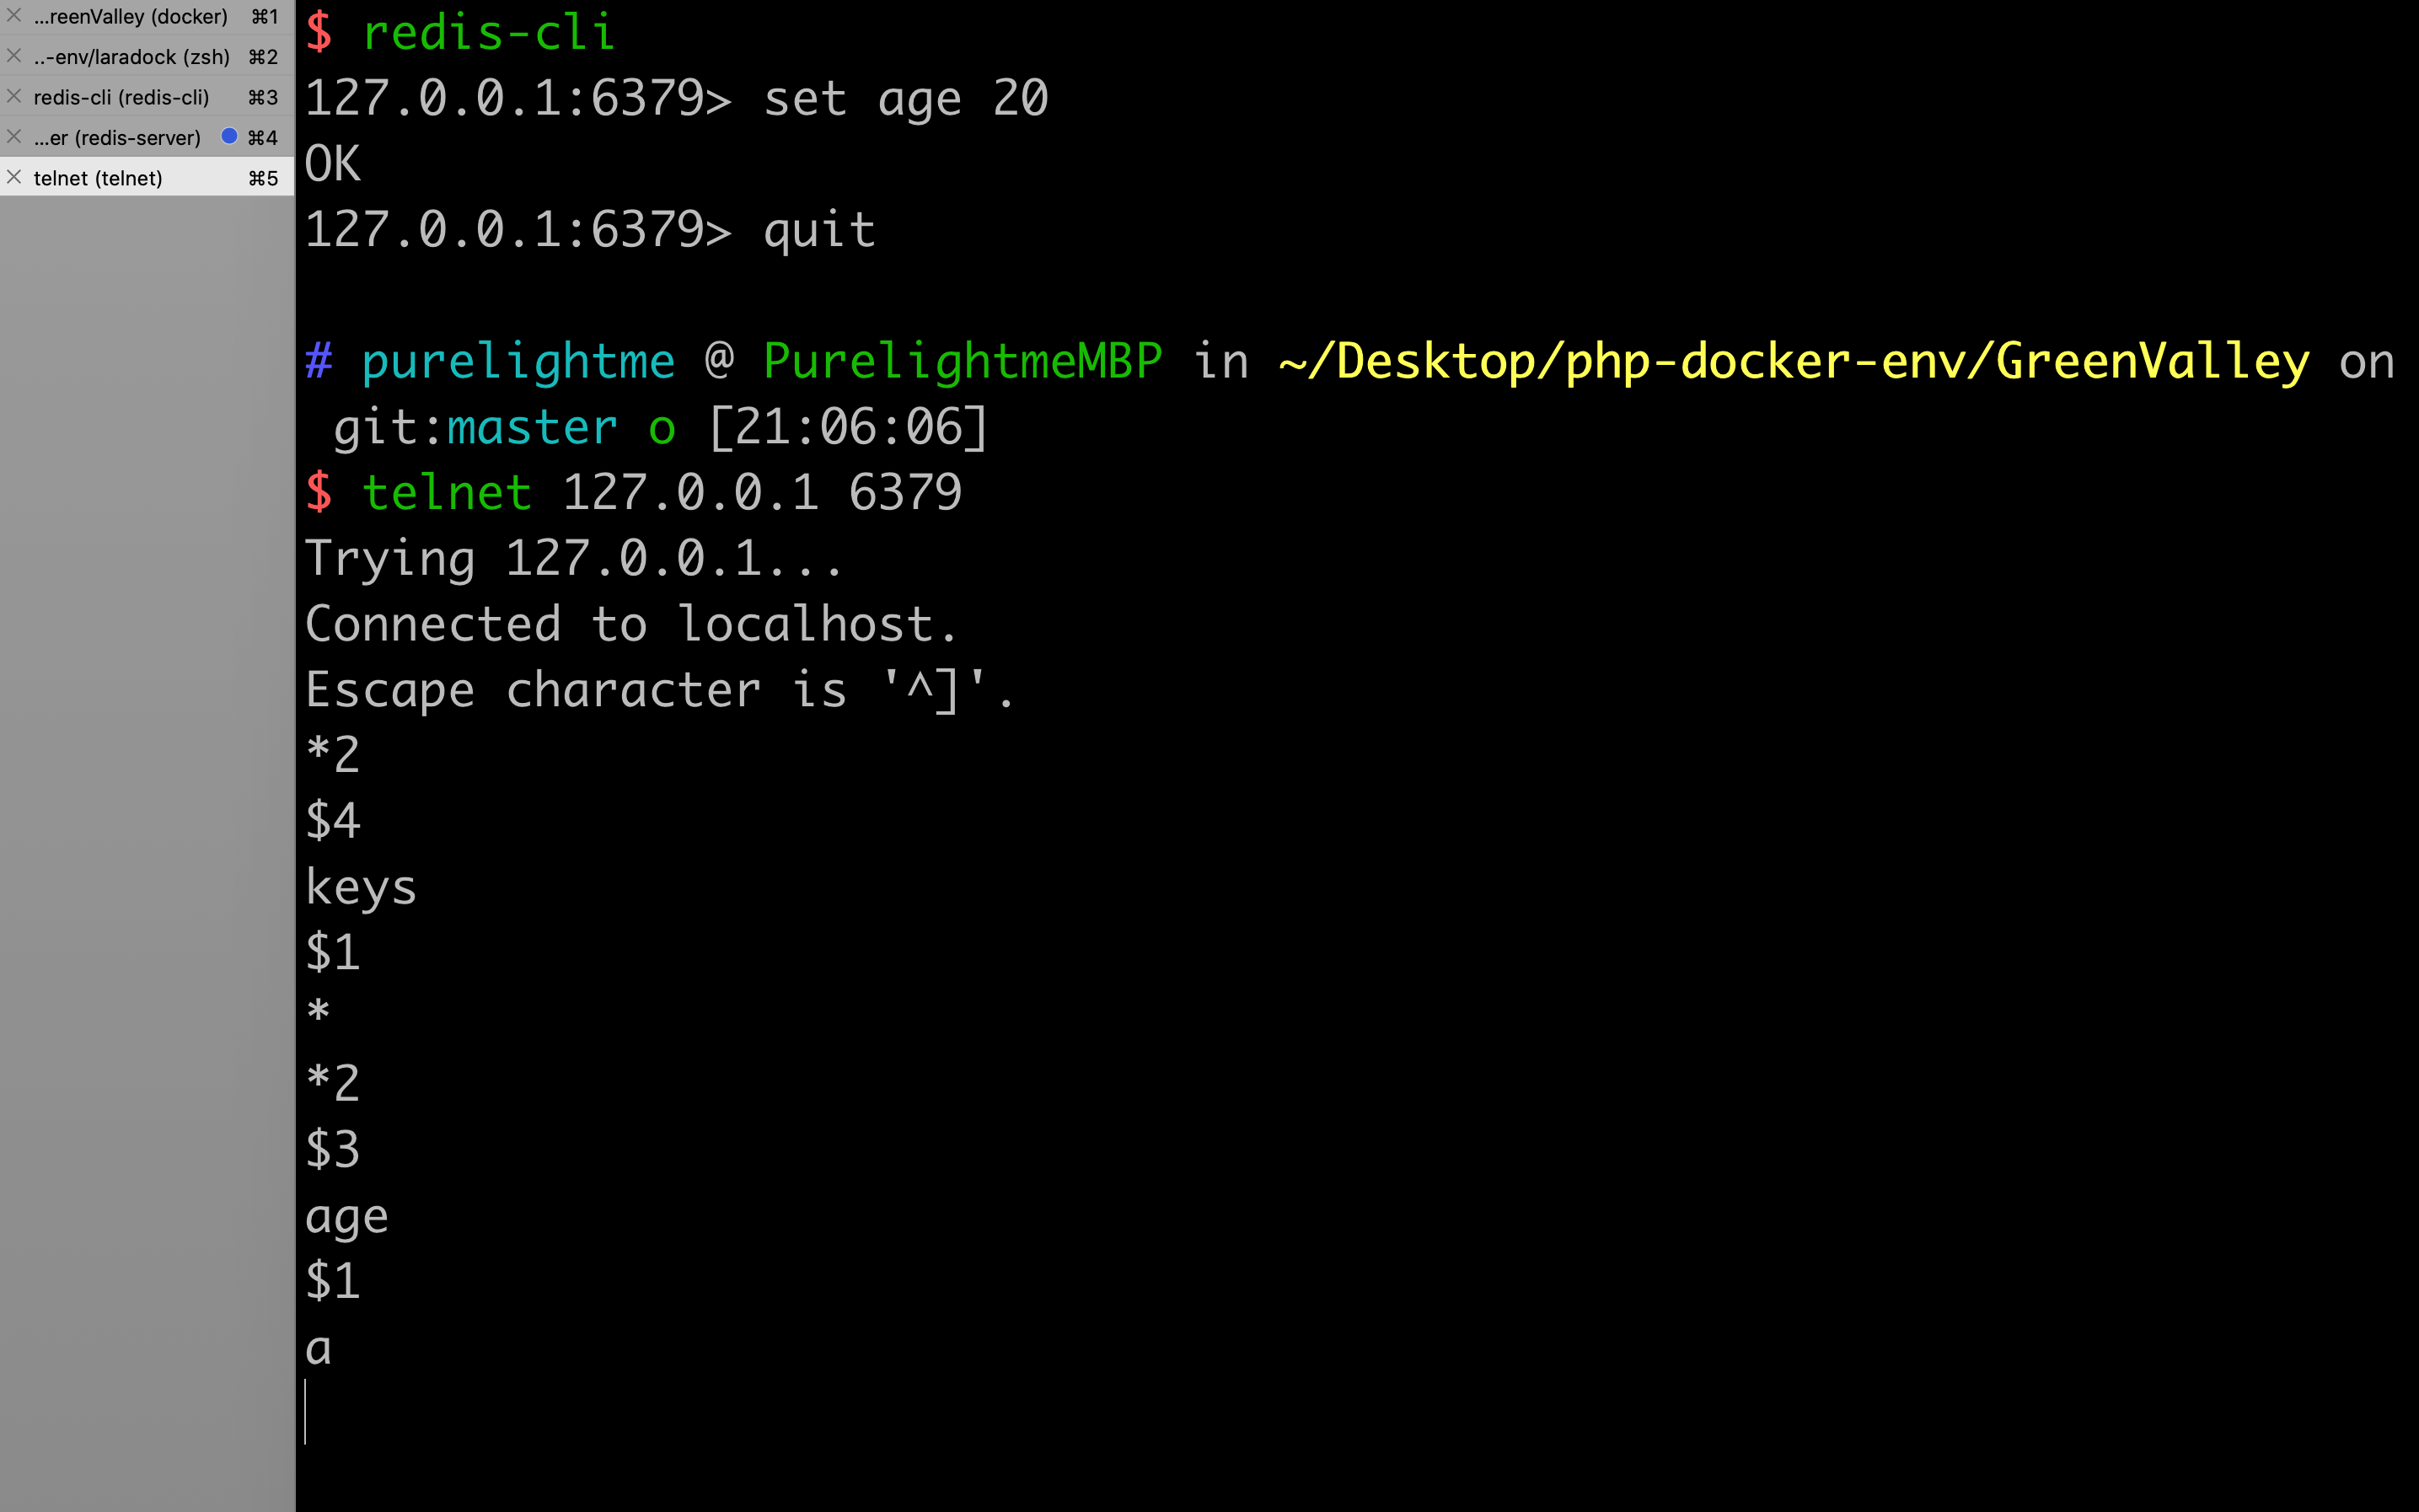 ...reenValley (docker) ⌘1
..-env/laradock (zsh) ⌘2
redis-cli (redis-cli) ⌘3
...er (redis-server) ⌘4
telnet (telnet) ⌘5
$ redis-cli
127.0.0.1:6379> set age 20
OK
127.0.0.1:6379> quit
# purelightme @ PurelightmeMBP in ~/Desktop/php-docker-env/GreenValley on
git:master o [21:06:06]
$ telnet 127.0.0.1 6379
Trying 127.0.0.1...
Connected to localhost.
Escape character is '^]'.
*2
$4
keys
$1
*
*2
$3
age
$1
a